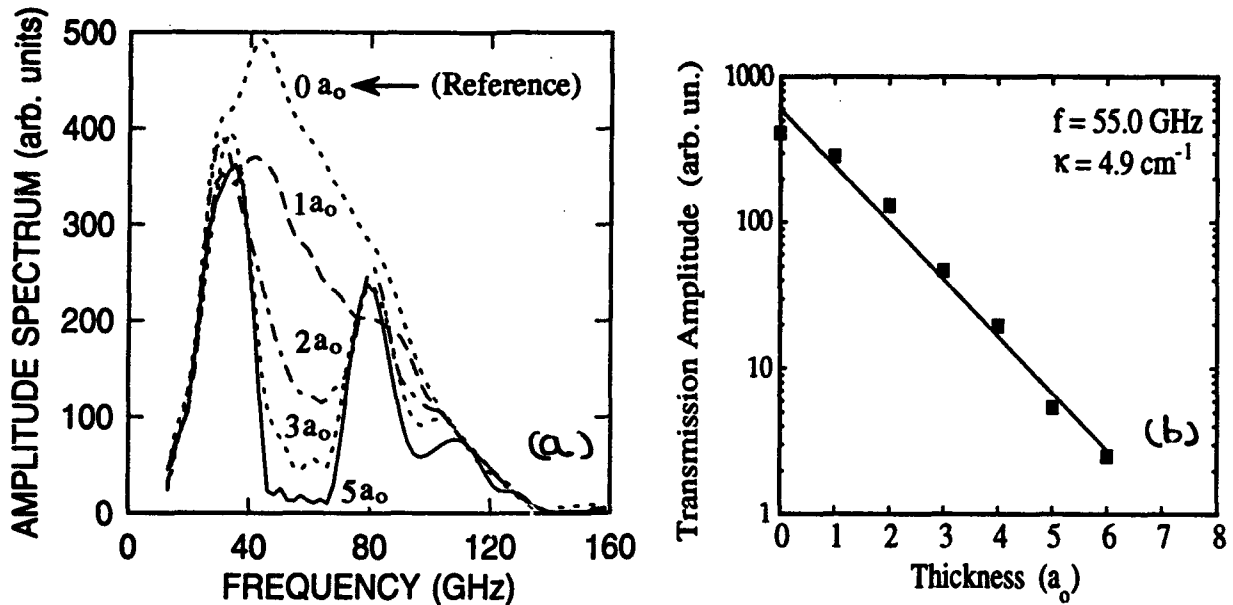 AMPLITUDE SPECTRUM (arb. units)
500
400
300
200
100
0
0 a₀ (Reference)
1a₀
2a₀
3a₀
5a₀
(a)
0 40 80 120 160
FREQUENCY (GHz)
Transmission Amplitude (arb. un.)
1000
100
10
1
f = 55.0 GHz
κ = 4.9 cm⁻¹
(b)
0 1 2 3 4 5 6 7 8
Thickness (a₀)